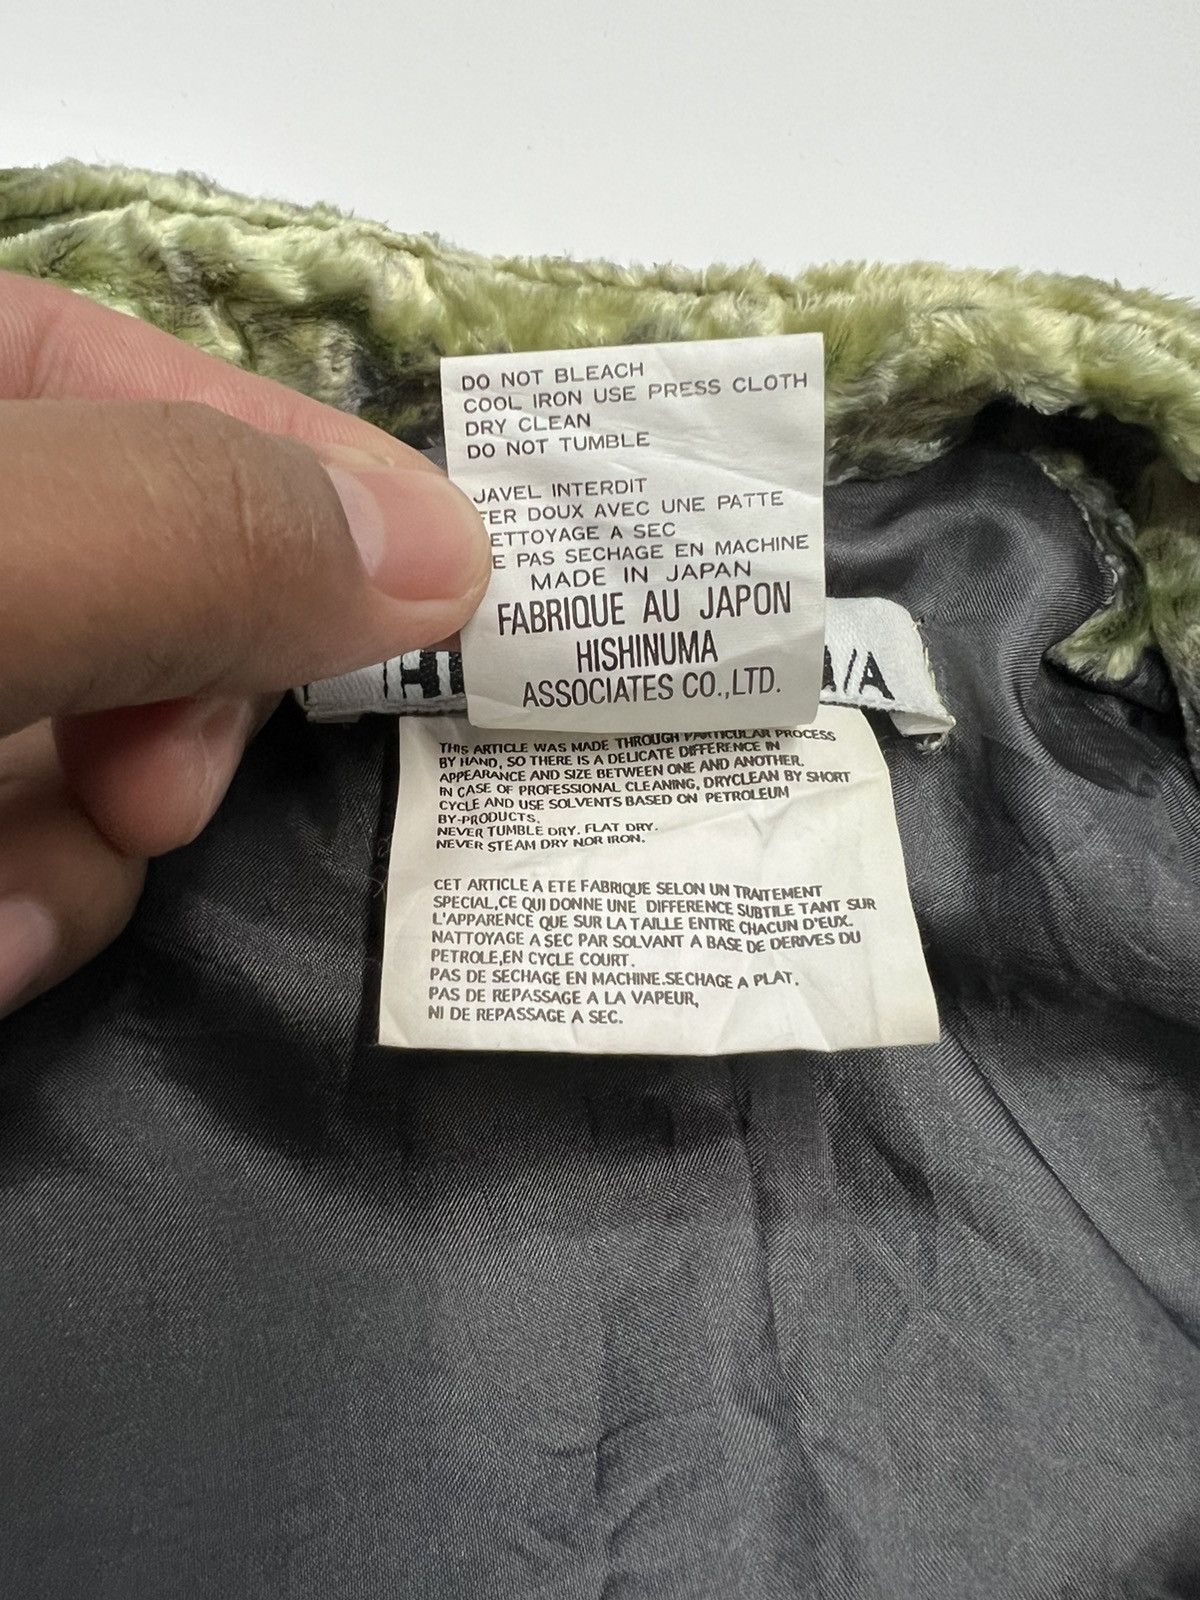 DO NOT BLEACH
COOL IRON USE PRESS CLOTH
DRY CLEAN
DO NOT TUMBLE
JAVEL INTERDIT
FER DOUX AVEC UNE PATTE
ETTOYAGE A SEC
E PAS SECHAGE EN MACHINE
MADE IN JAPAN
FABRIQUE AU JAPON
HISHINUMA
ASSOCIATES CO.,LTD.
THIS ARTICLE WAS MADE THROUGH PARTICULAR PROCESS
BY HAND, SO THERE IS A DELICATE DIFFERENCE IN
APPEARANCE AND SIZE BETWEEN ONE AND ANOTHER.
IN CASE OF PROFESSIONAL CLEANING, DRYCLEAN BY SHORT
CYCLE AND USE SOLVENTS BASED ON PETROLEUM
BY-PRODUCTS.
NEVER TUMBLE DRY. FLAT DRY.
NEVER STEAM DRY NOR IRON.
CET ARTICLE A ETE FABRIQUE SELON UN TRAITEMENT
SPECIAL,CE QUI DONNE UNE DIFFERENCE SUBTILE TANT SUR
L'APPARENCE QUE SUR LA TAILLE ENTRE CHACUN D'EUX.
NATTOYAGE A SEC PAR SOLVANT A BASE DE DERIVES DU
PETROLE,EN CYCLE COURT.
PAS DE SECHAGE EN MACHINE.SECHAGE A PLAT.
PAS DE REPASSAGE A LA VAPEUR,
NI DE REPASSAGE A SEC.